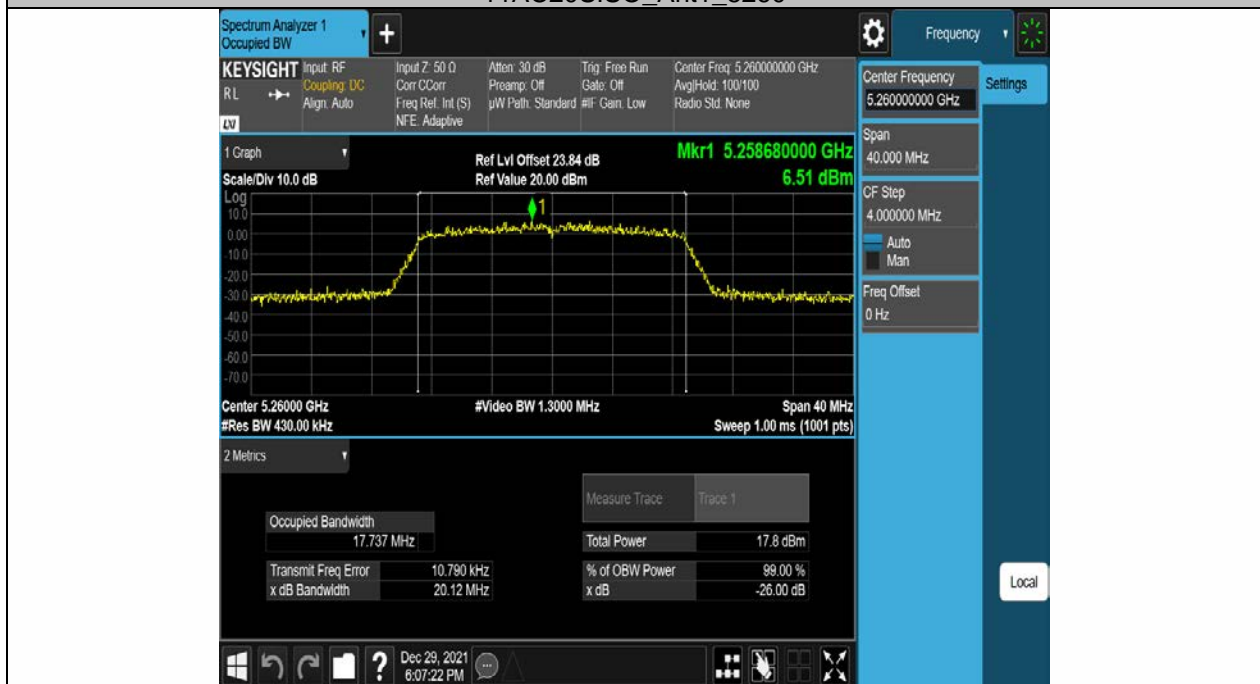 Spectrum Analyzer 1
Occupied BW
+
Frequency
KEYSIGHT
RL
LXI
Input: RF
Coupling: DC
Align: Auto
Input Z: 50 Ω
Corr CCorr
Freq Ref: Int (S)
NFE: Adaptive
Atten: 30 dB
Preamp: Off
µW Path: Standard
Trig: Free Run
Gate: Off
#IF Gain: Low
Center Freq: 5.260000000 GHz
Avg|Hold: 100/100
Radio Std: None
Center Frequency
5.260000000 GHz
Settings
Span
40.000 MHz
CF Step
4.000000 MHz
Auto
Man
Freq Offset
0 Hz
1 Graph
Scale/Div 10.0 dB
Ref Lvl Offset 23.84 dB
Ref Value 20.00 dBm
Mkr1 5.258680000 GHz
6.51 dBm
Log
10.0
0.00
-10.0
-20.0
-30.0
-40.0
-50.0
-60.0
-70.0
1
Center 5.26000 GHz
#Video BW 1.3000 MHz
Span 40 MHz
#Res BW 430.00 kHz
Sweep 1.00 ms (1001 pts)
2 Metrics
Measure Trace
Trace 1
Occupied Bandwidth
17.737 MHz
Total Power
17.8 dBm
Transmit Freq Error
10.790 kHz
% of OBW Power
99.00 %
x dB Bandwidth
20.12 MHz
x dB
-26.00 dB
Local
?
Dec 29, 2021
6:07:22 PM